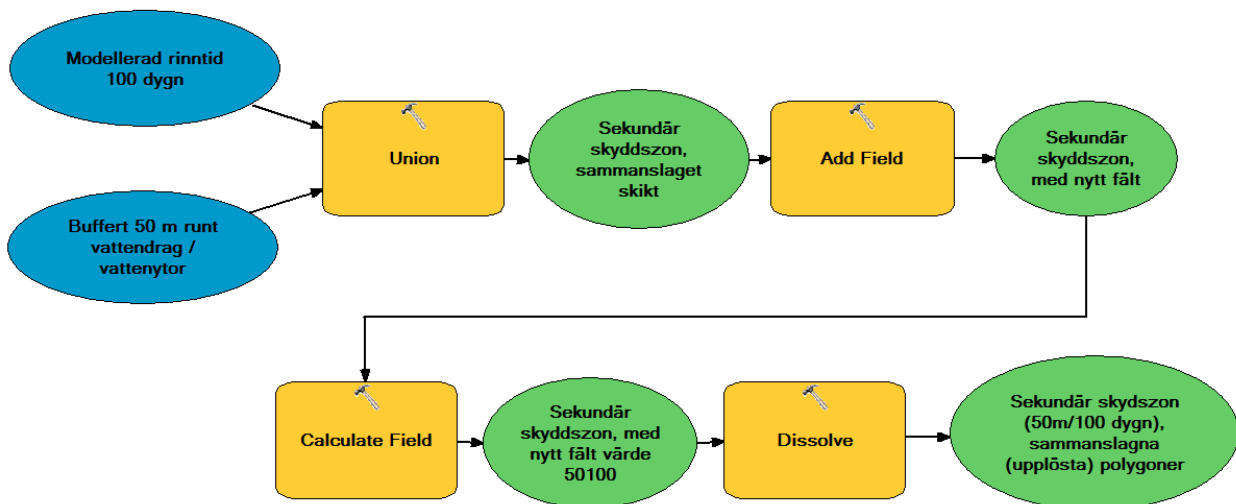 Modellerad rinntid
100 dygn
Buffert 50 m runt
vattendrag /
vattenytor
Union
Sekundär
skyddszon,
sammanslaget
skikt
Add Field
Sekundär
skyddszon,
med nytt fält
Calculate Field
Sekundär
skyddszon, med
nytt fält värde
50100
Dissolve
Sekundär skydszon
(50m/100 dygn),
sammanslagna
(upplösta) polygoner